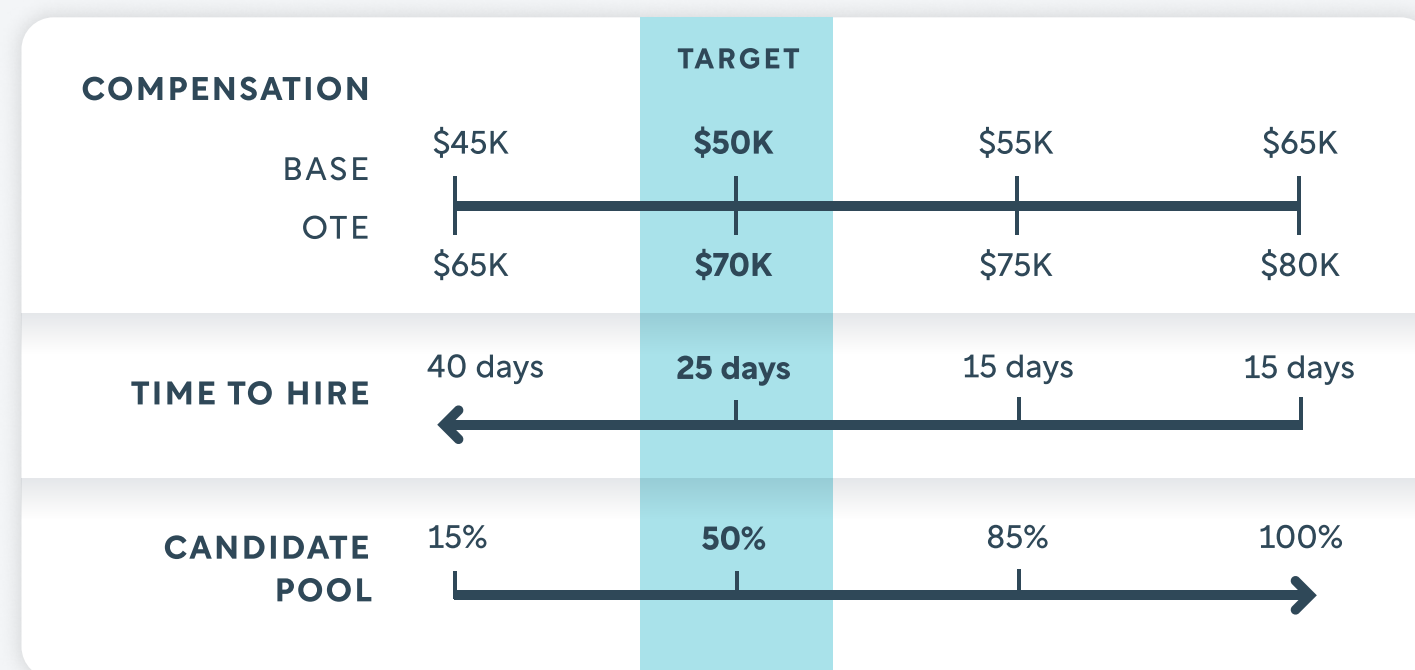 TARGET
COMPENSATION
$45K $50K $55K $65K
BASE
OTE
$65K $70K $75K $80K
40 days 25 days 15 days 15 days
TIME TO HIRE
15% 50% 85% 100%
CANDIDATE
POOL